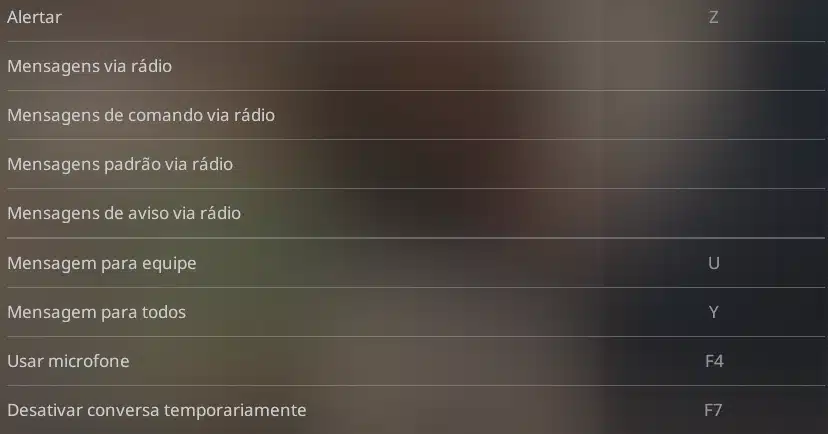 Alertar Z
Mensagens via rádio
Mensagens de comando via rádio
Mensagens padrão via rádio
Mensagens de aviso via rádio
Mensagem para equipe U
Mensagem para todos Y
Usar microfone F4
Desativar conversa temporariamente F7